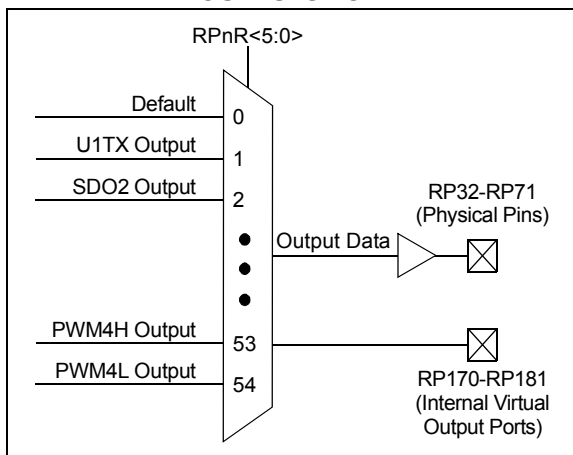 RPnR<5:0>
Default
0
U1TX Output
1
SDO2 Output
2
Output Data
RP32-RP71
(Physical Pins)
PWM4H Output
53
PWM4L Output
54
RP170-RP181
(Internal Virtual
Output Ports)